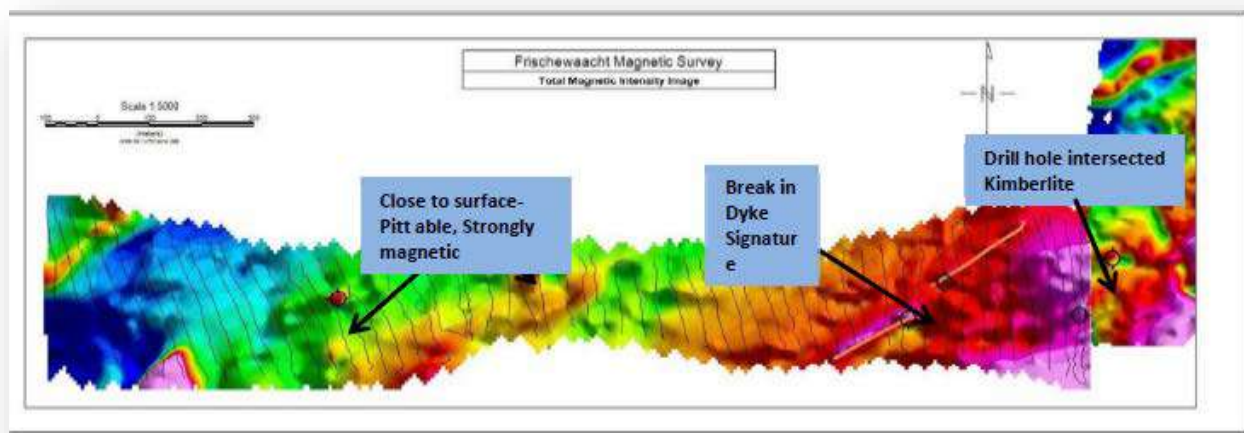 Frischewaacht Magnetic Survey
Total Magnetic Intensity Image
Scale 1:5000
(meters)
Close to surface-
Pitt able, Strongly
magnetic
Break in
Dyke
Signatur
e
Drill hole intersected
Kimberlite